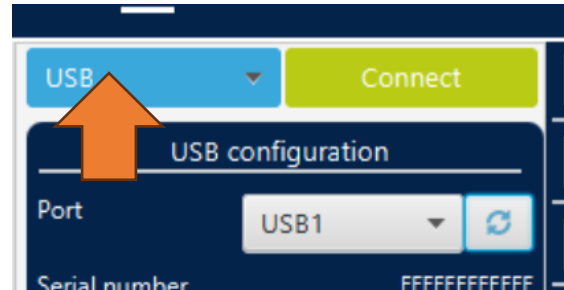 USB Connect
USB configuration
Port USB1
Serial number FFFFFFFFFFFF